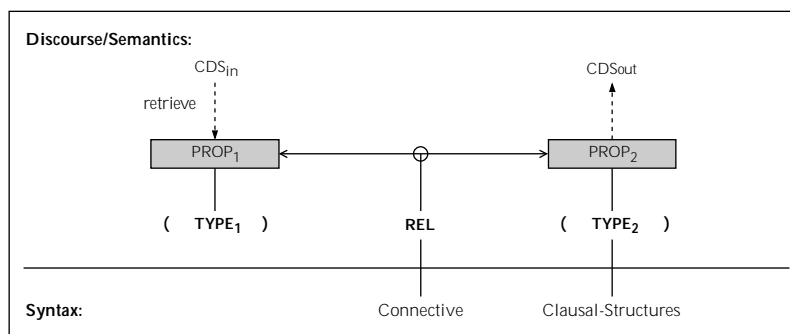 Discourse/Semantics:
CDSin CDSout
retrieve
PROP1 PROP2
( TYPE1 ) REL ( TYPE2 )
Syntax: Connective Clausal-Structures